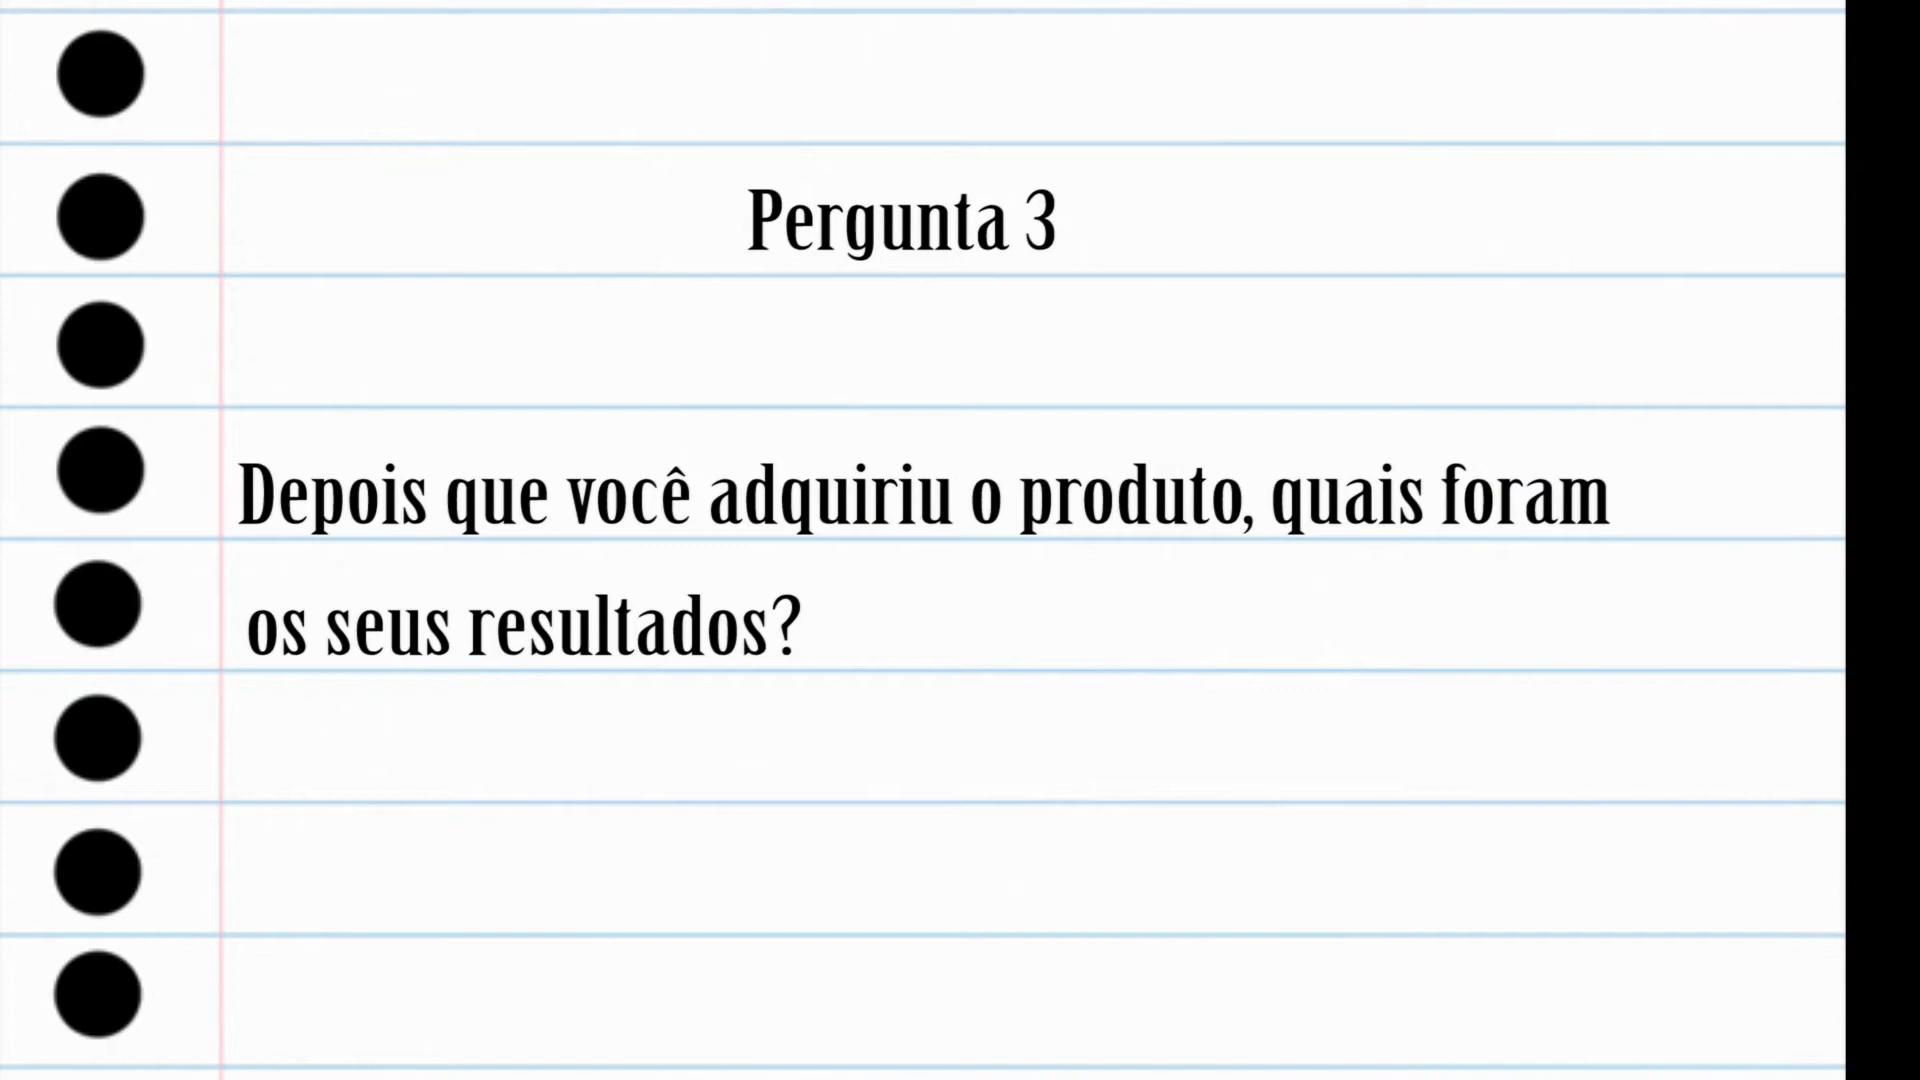 Pergunta 3
Depois que você adquiriu o produto, quais foram
os seus resultados?